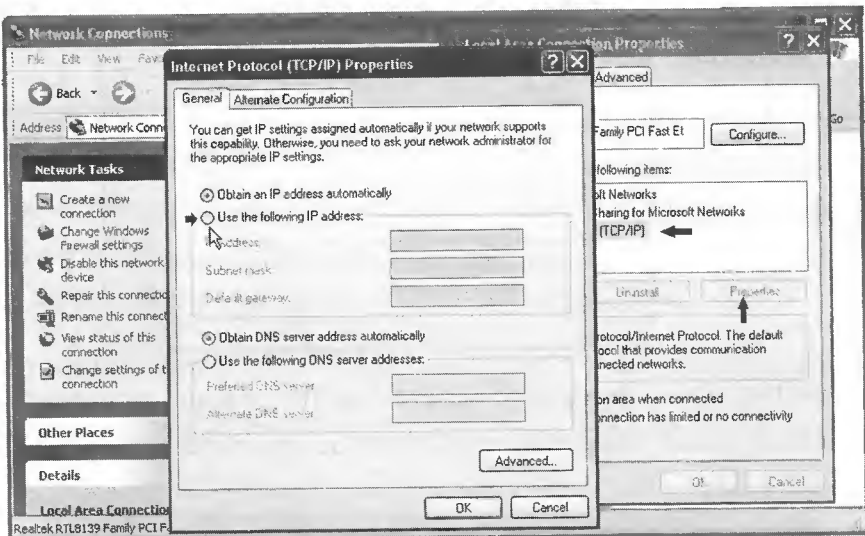 Network Connections
Local Area Connection Properties
File Edit View
Back
Address Network Conn
Go
Network Tasks
Create a new
connection
Change Windows
Firewall settings
Disable this network
device
Repair this connectio
Rename this connect
View status of this
connection
Change settings of t
connection
Other Places
Details
Local Area Connection
Realtek RTL8139 Family PCI F
Internet Protocol (TCP/IP) Properties
General Alternate Configuration
You can get IP settings assigned automatically if your network supports
this capability. Otherwise, you need to ask your network administrator for
the appropriate IP settings.
Obtain an IP address automatically
Use the following IP address:
IP address:
Subnet mask:
Default gateway:
Obtain DNS server address automatically
Use the following DNS server addresses:
Preferred DNS server:
Alternate DNS server:
Advanced...
OK Cancel
Advanced
Family PCI Fast Et
Configure...
following items:
oft Networks
haring for Microsoft Networks
(TCP/IP)
Uninstall Properties
rotocol/Internet Protocol. The default
ocol that provides communication
nnected networks.
on area when connected
onnection has limited or no connectivity
OK Cancel